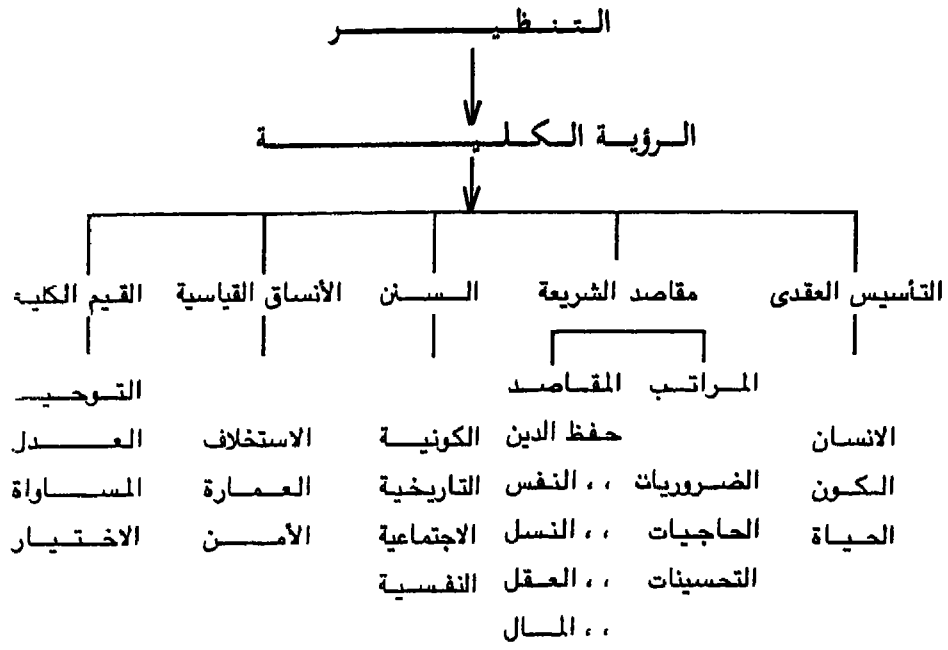 التنظير
الرؤية الكلية
التأسيس العقدى
مقاصد الشريعة
السنن
الأنساق القياسية
القيم الكلية
الانسان
الكون
الحياة
المراتب
الضروريات
الحاجيات
التحسينات
المقاصد
حفظ الدين
،، النفس
،، النسل
،، العقل
،، المال
الكونية
التاريخية
الاجتماعية
النفسية
الاستخلاف
العمارة
الأمن
التوحيـ
العدل
المساواة
الاختيار